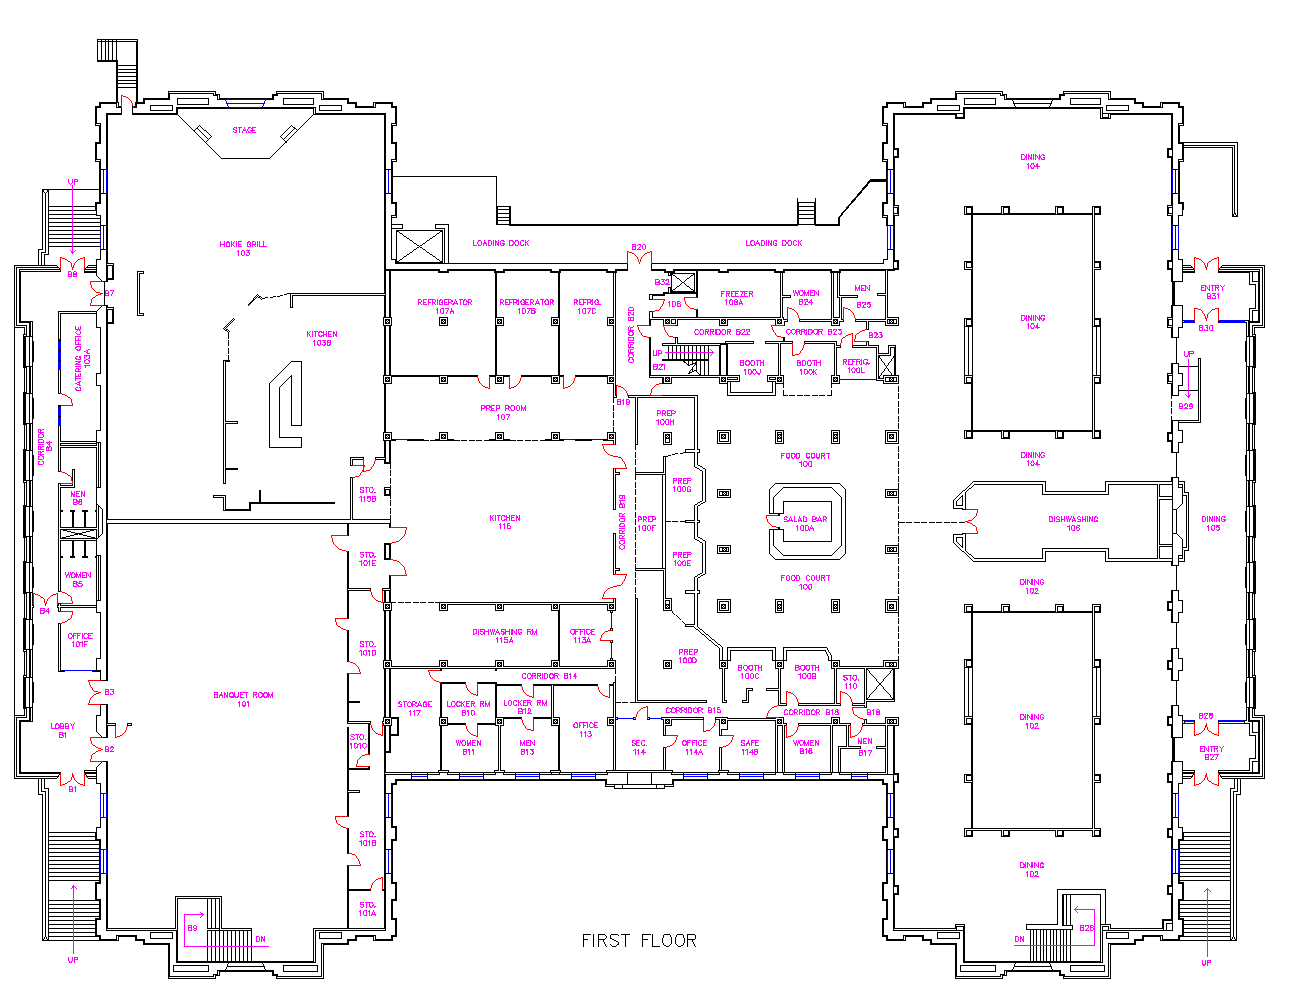 STAGE
DINING
104
UP
HOKIE GRILL
103
LOADING DOCK
LOADING DOCK
B20
B8
B7
B32
REFRIGERATOR
107A
REFRIGERATOR
107B
REFRIG.
107C
CORRIDOR B20
108
FREEZER
108A
WOMEN
B24
MEN
B25
ENTRY
B31
B30
KITCHEN
103B
CATERING OFFICE
103A
DINING
104
CORRIDOR B22
CORRIDOR B23
B23
UP
B21
BOOTH
100J
BOOTH
100K
REFRIG.
100L
UP
B29
B19
PREP ROOM
107
PREP
100H
CORRIDOR
B4
FOOD COURT
100
DINING
104
MEN
B6
STO.
115B
PREP
100G
KITCHEN
115
CORRIDOR B19
PREP
100F
SALAD BAR
100A
DISHWASHING
106
DINING
105
STO.
101E
PREP
100E
WOMEN
B5
FOOD COURT
100
DINING
102
B4
OFFICE
101F
DISHWASHING RM
115A
OFFICE
113A
STO.
101D
PREP
100D
BOOTH
100C
BOOTH
100B
STO.
110
CORRIDOR B14
B3
BANQUET ROOM
101
STORAGE
117
LOCKER RM
B10
LOCKER RM
B12
CORRIDOR B15
CORRIDOR B18
B18
DINING
102
B28
LOBBY
B1
B2
STO.
101C
WOMEN
B11
MEN
B13
OFFICE
113
SEC.
114
OFFICE
114A
SAFE
114B
WOMEN
B16
MEN
B17
ENTRY
B27
B1
STO.
101B
DINING
102
STO.
101A
B9
DN
DN
B26
UP
UP
FIRST FLOOR